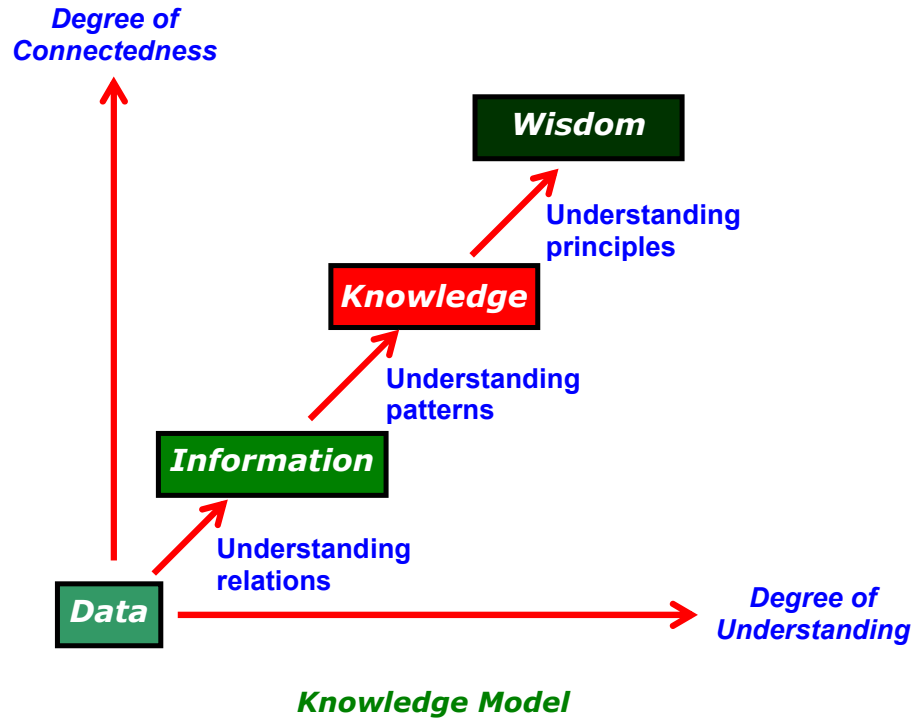 Degree of
Connectedness
Wisdom
Understanding
principles
Knowledge
Understanding
patterns
Information
Understanding
relations
Data
Degree of
Understanding
Knowledge Model